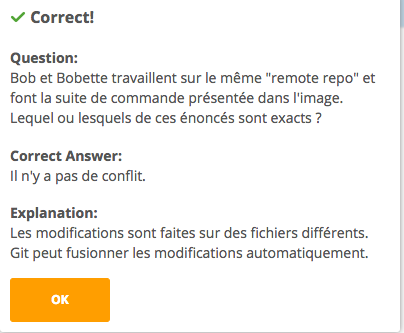 Correct!
Question:
Bob et Bobette travaillent sur le même "remote repo" et
font la suite de commande présentée dans l'image.
Lequel ou lesquels de ces énoncés sont exacts ?
Correct Answer:
Il n'y a pas de conflit.
Explanation:
Les modifications sont faites sur des fichiers différents.
Git peut fusionner les modifications automatiquement.
OK